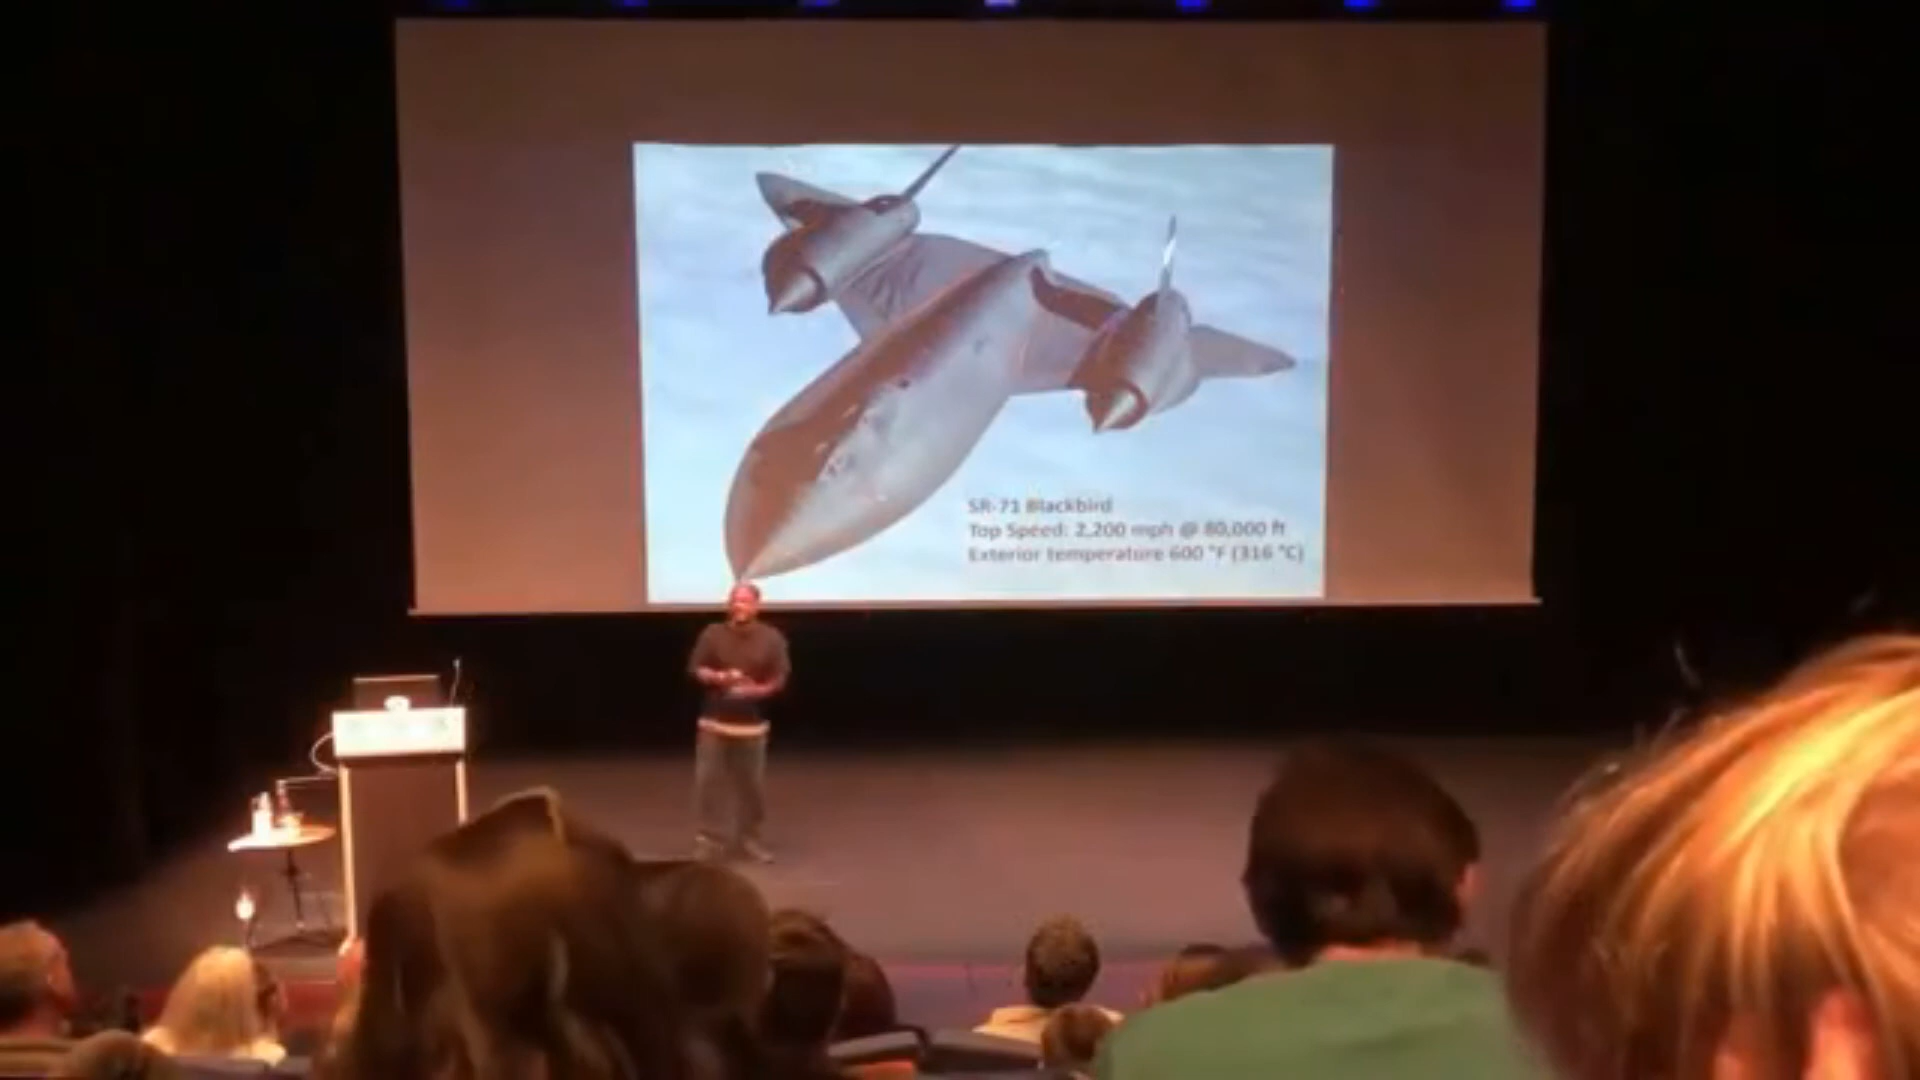 SR-71 Blackbird
Top Speed: 2,200 mph @ 80,000 ft
Exterior temperature 600 °F (316 °C)